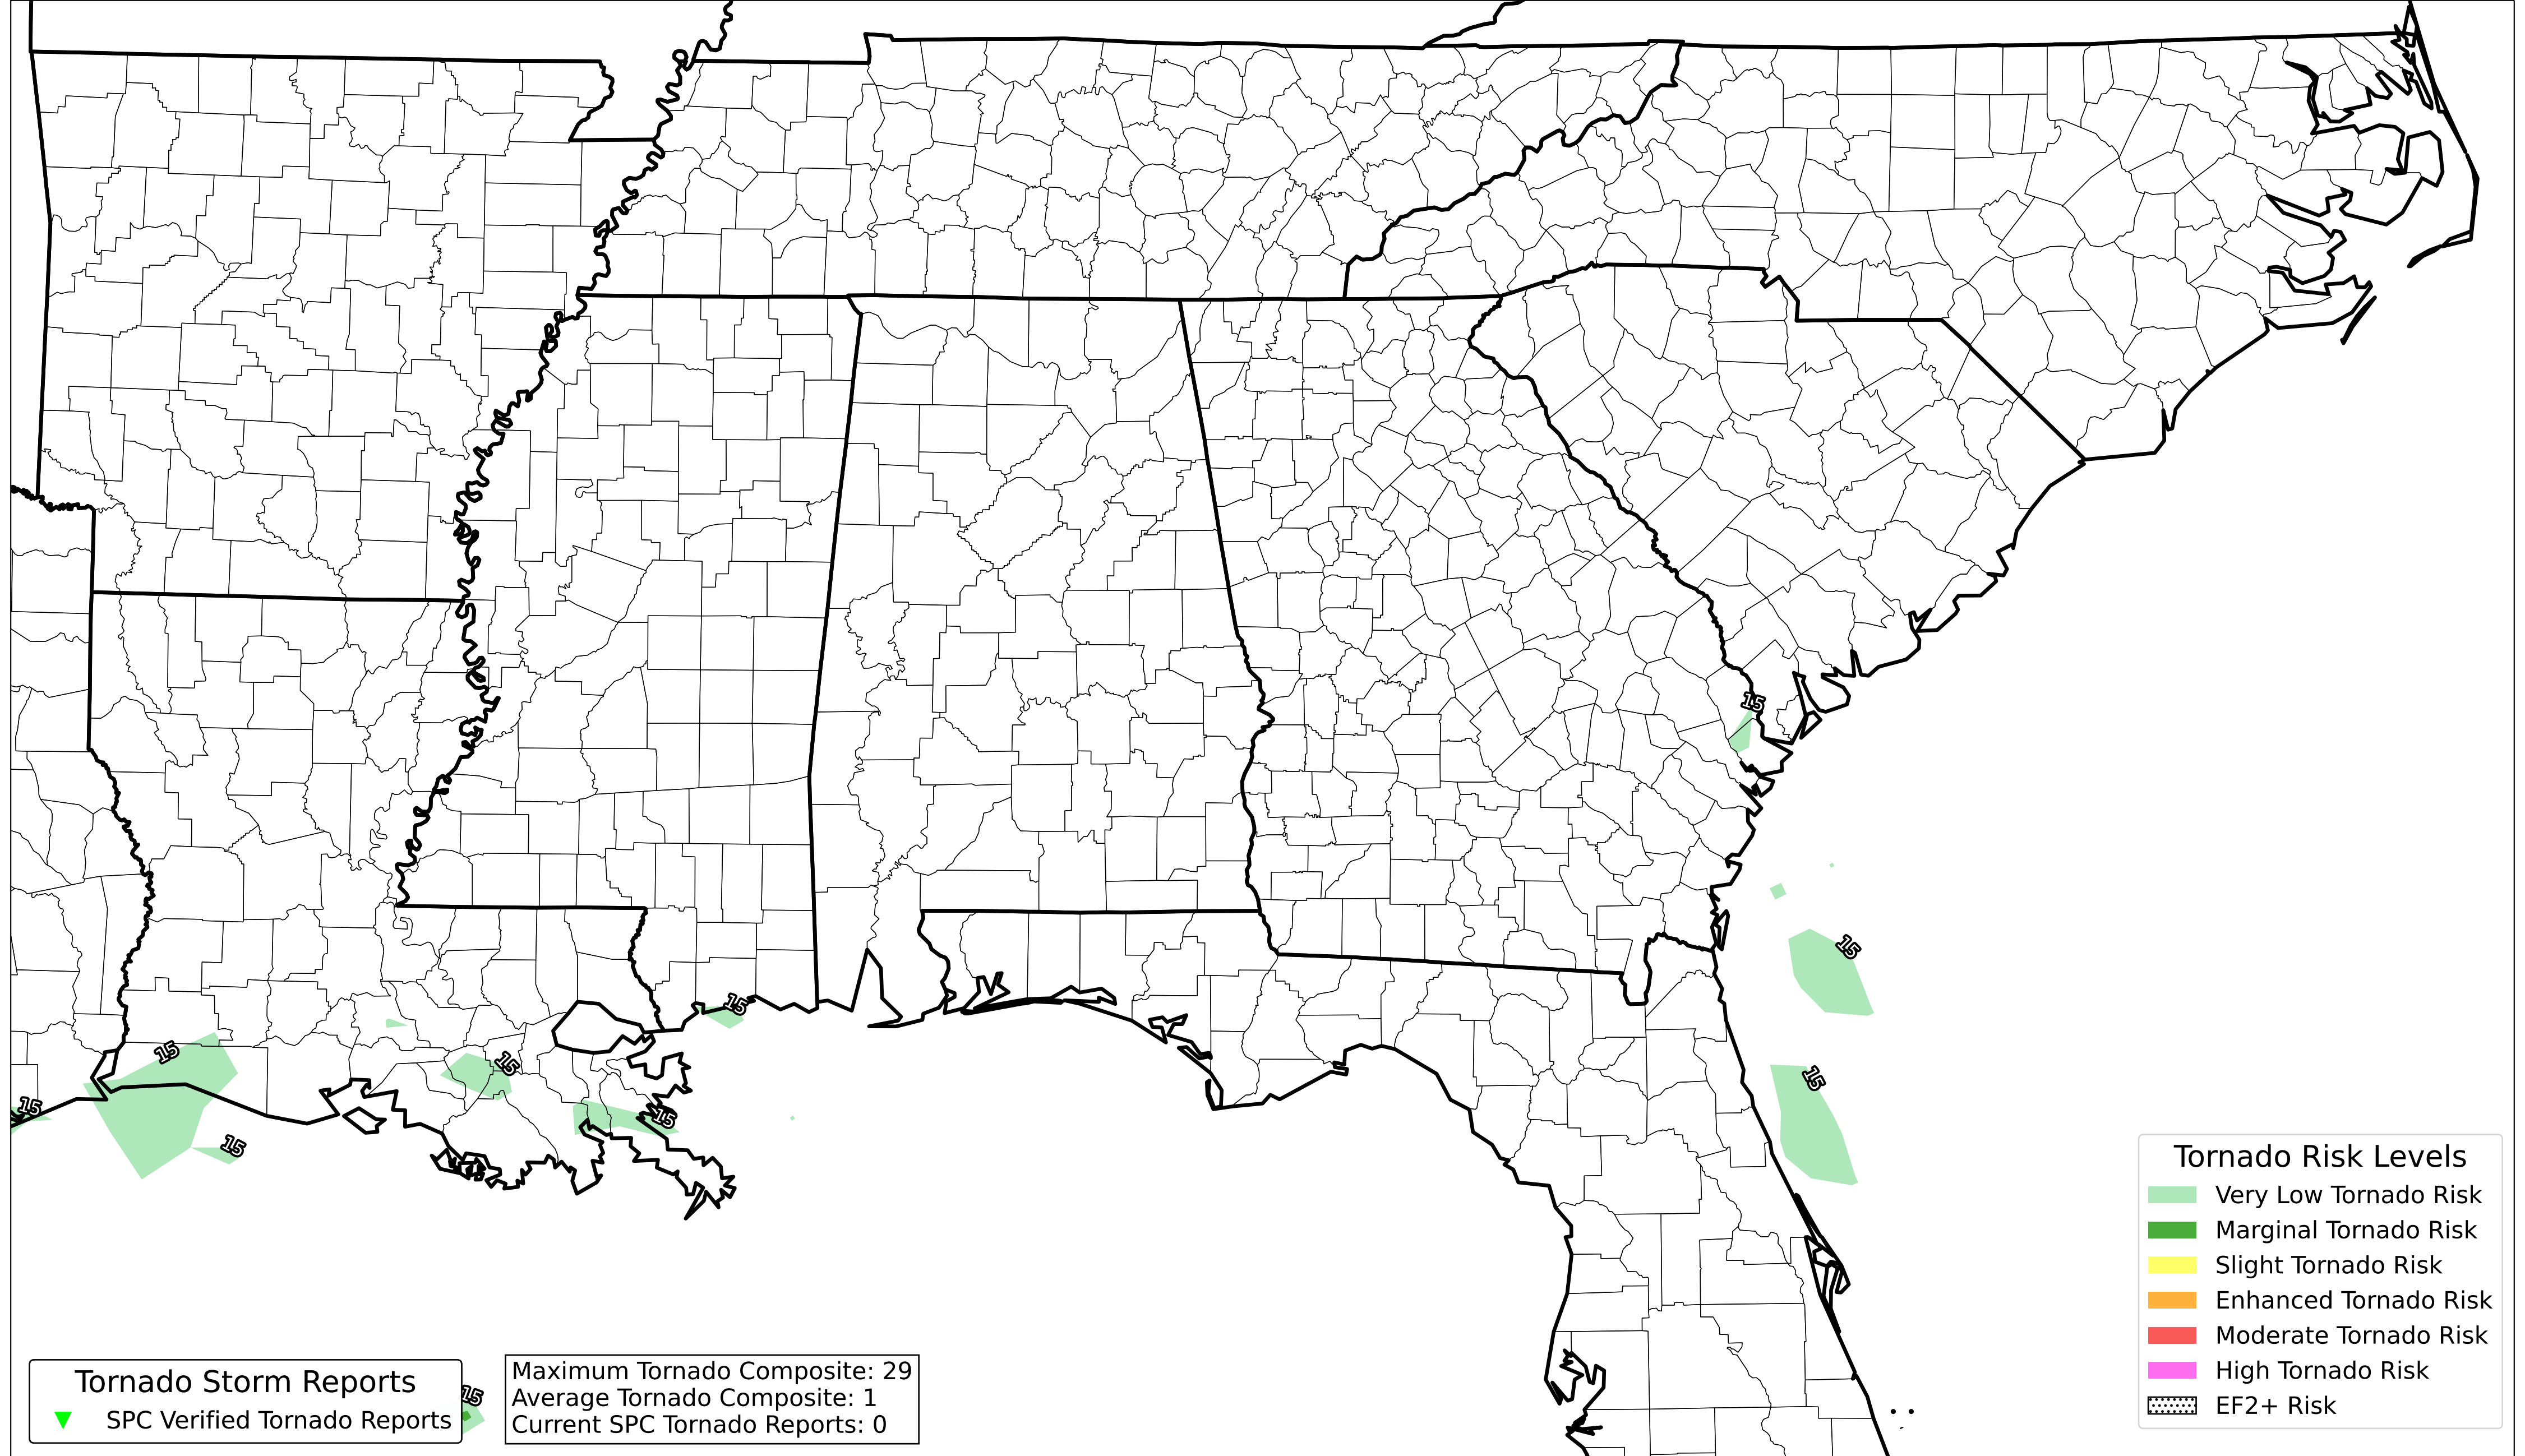 15
15
15
15
15
15
15
15
15
15
Tornado Risk Levels
Very Low Tornado Risk
Marginal Tornado Risk
Slight Tornado Risk
Enhanced Tornado Risk
Moderate Tornado Risk
High Tornado Risk
EF2+ Risk
Tornado Storm Reports
SPC Verified Tornado Reports
Maximum Tornado Composite: 29
Average Tornado Composite: 1
Current SPC Tornado Reports: 0